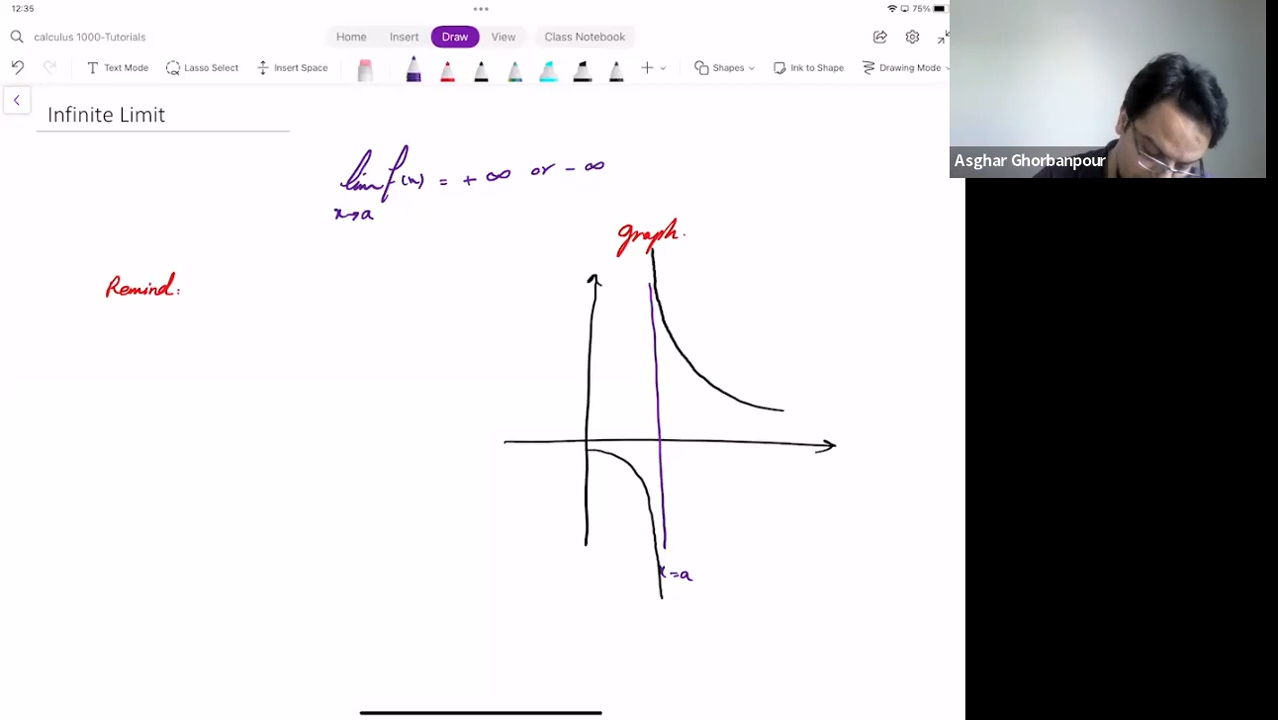 12:35
75%
calculus 1000-Tutorials
Home Insert Draw View Class Notebook
Text Mode Lasso Select Insert Space Shapes Ink to Shape Drawing Mode
Asghar Ghorbanpour
Infinite Limit
lim f(x) = + ∞ or - ∞
x→a
graph.
Remind:
x=a